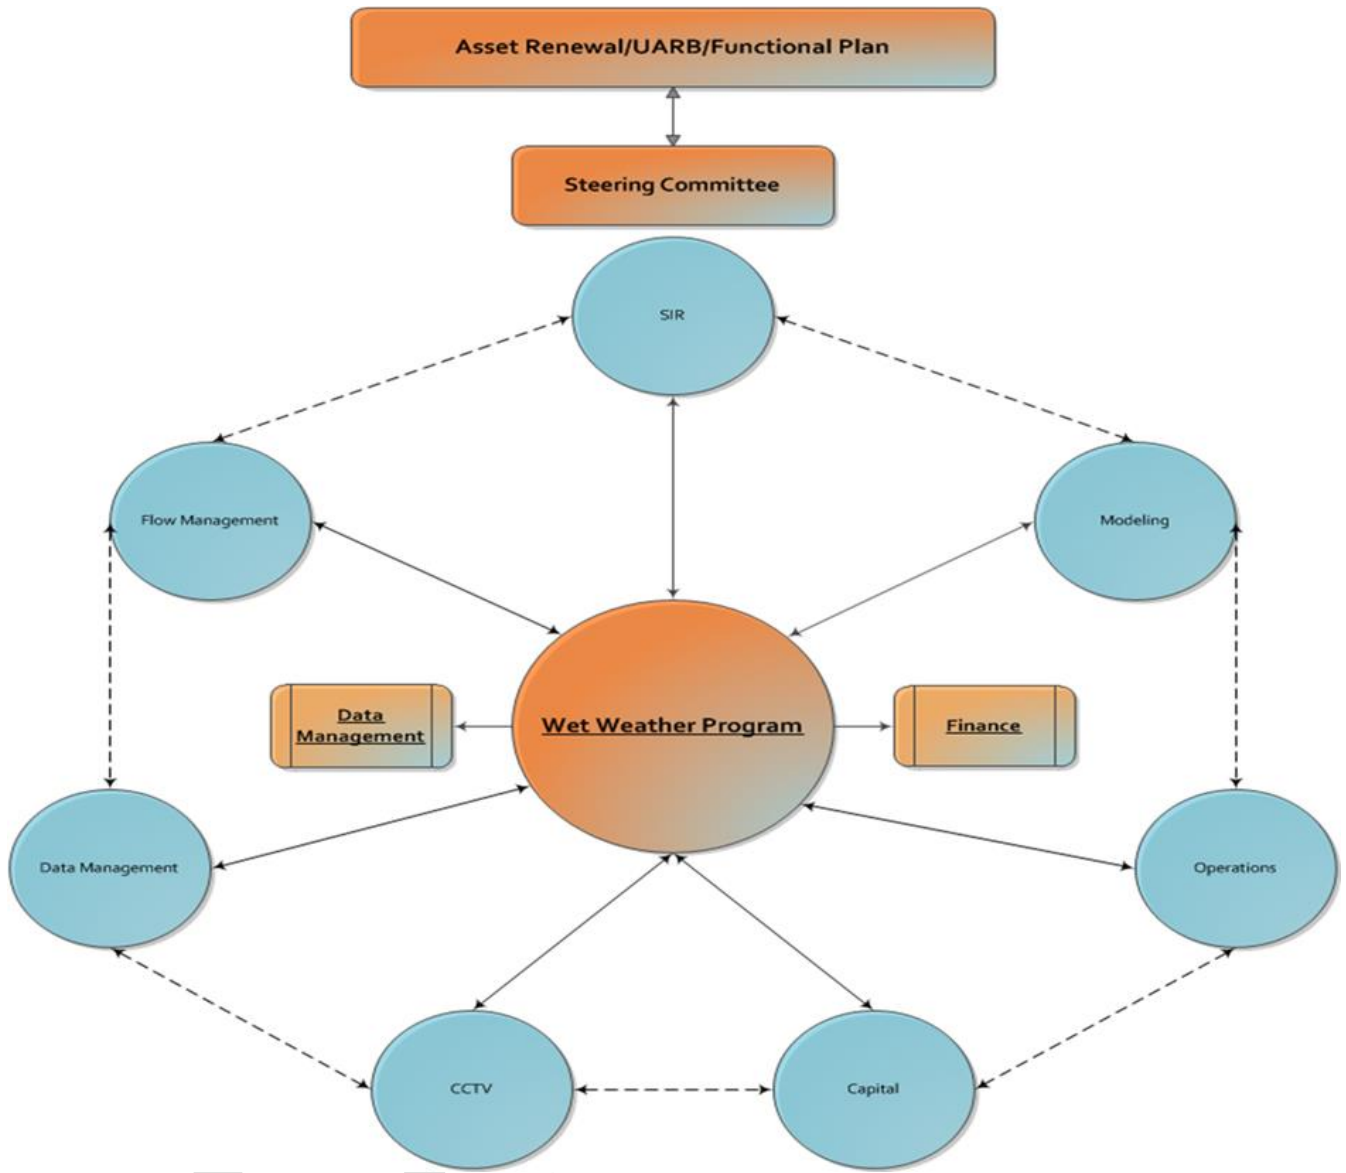 Asset Renewal/UARB/Functional Plan
Steering Committee
SIR
Flow Management
Modeling
Data
Management
Wet Weather Program
Finance
Data Management
Operations
CCTV
Capital